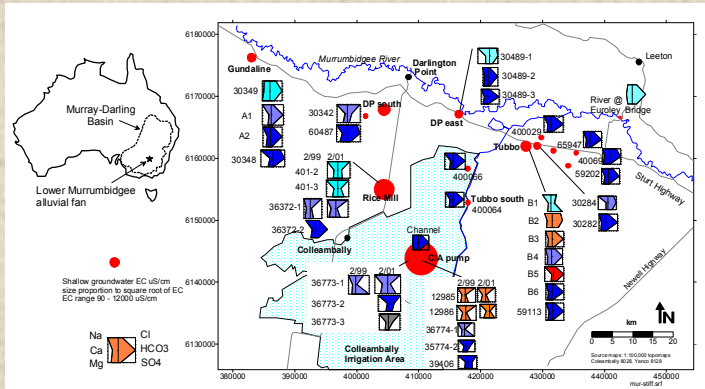 Murray-Darling
Basin
Lower Murrumbidgee
alluvial fan
Shallow groundwater EC uS/cm
size proportion to square root of EC
EC range 90 - 12000 uS/cm
Na Cl
Ca HCO3
Mg SO4
6180000
6170000
6160000
6150000
6140000
6130000
380000
390000
400000
410000
420000
430000
440000
450000
Murrumbidgee River
Gundaline
30349
A1
A2
30348
Darlington
Point
30342
DP south
60487
2/99 2/01
401-2
401-3
Rice Mill
36372-1
36372-2
Colleambally
DP east
30489-1
30489-2
30489-3
Leeton
River @
Euroley Bridge
400029
65947
Tubbo
40069
59202
Sturt Highway
30284
30282
400066
Tubbo south
400064
B1
B2
B3
B4
B5
B6
59113
Newell Highway
Channel
CIA pump
2/99 2/01
36773-1
36773-2
36773-3
2/99 2/01
12985
12986
36774-1
35774-2
39406
Colleambally
Irrigation Area
N
km
0 10 20
Source maps: 1:100,000 topomaps
Coleambally 8028, Yanco 8128
mur-stiff.srf